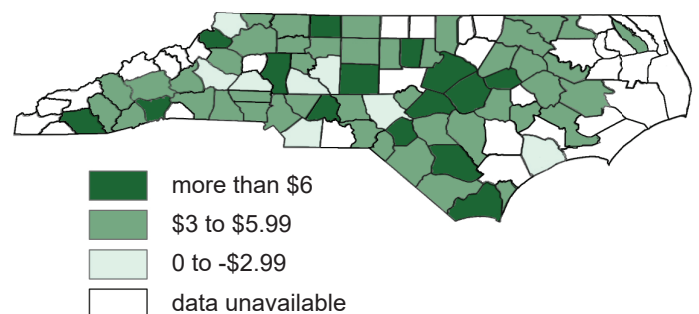 more than $6
$3 to $5.99
0 to -$2.99
data unavailable